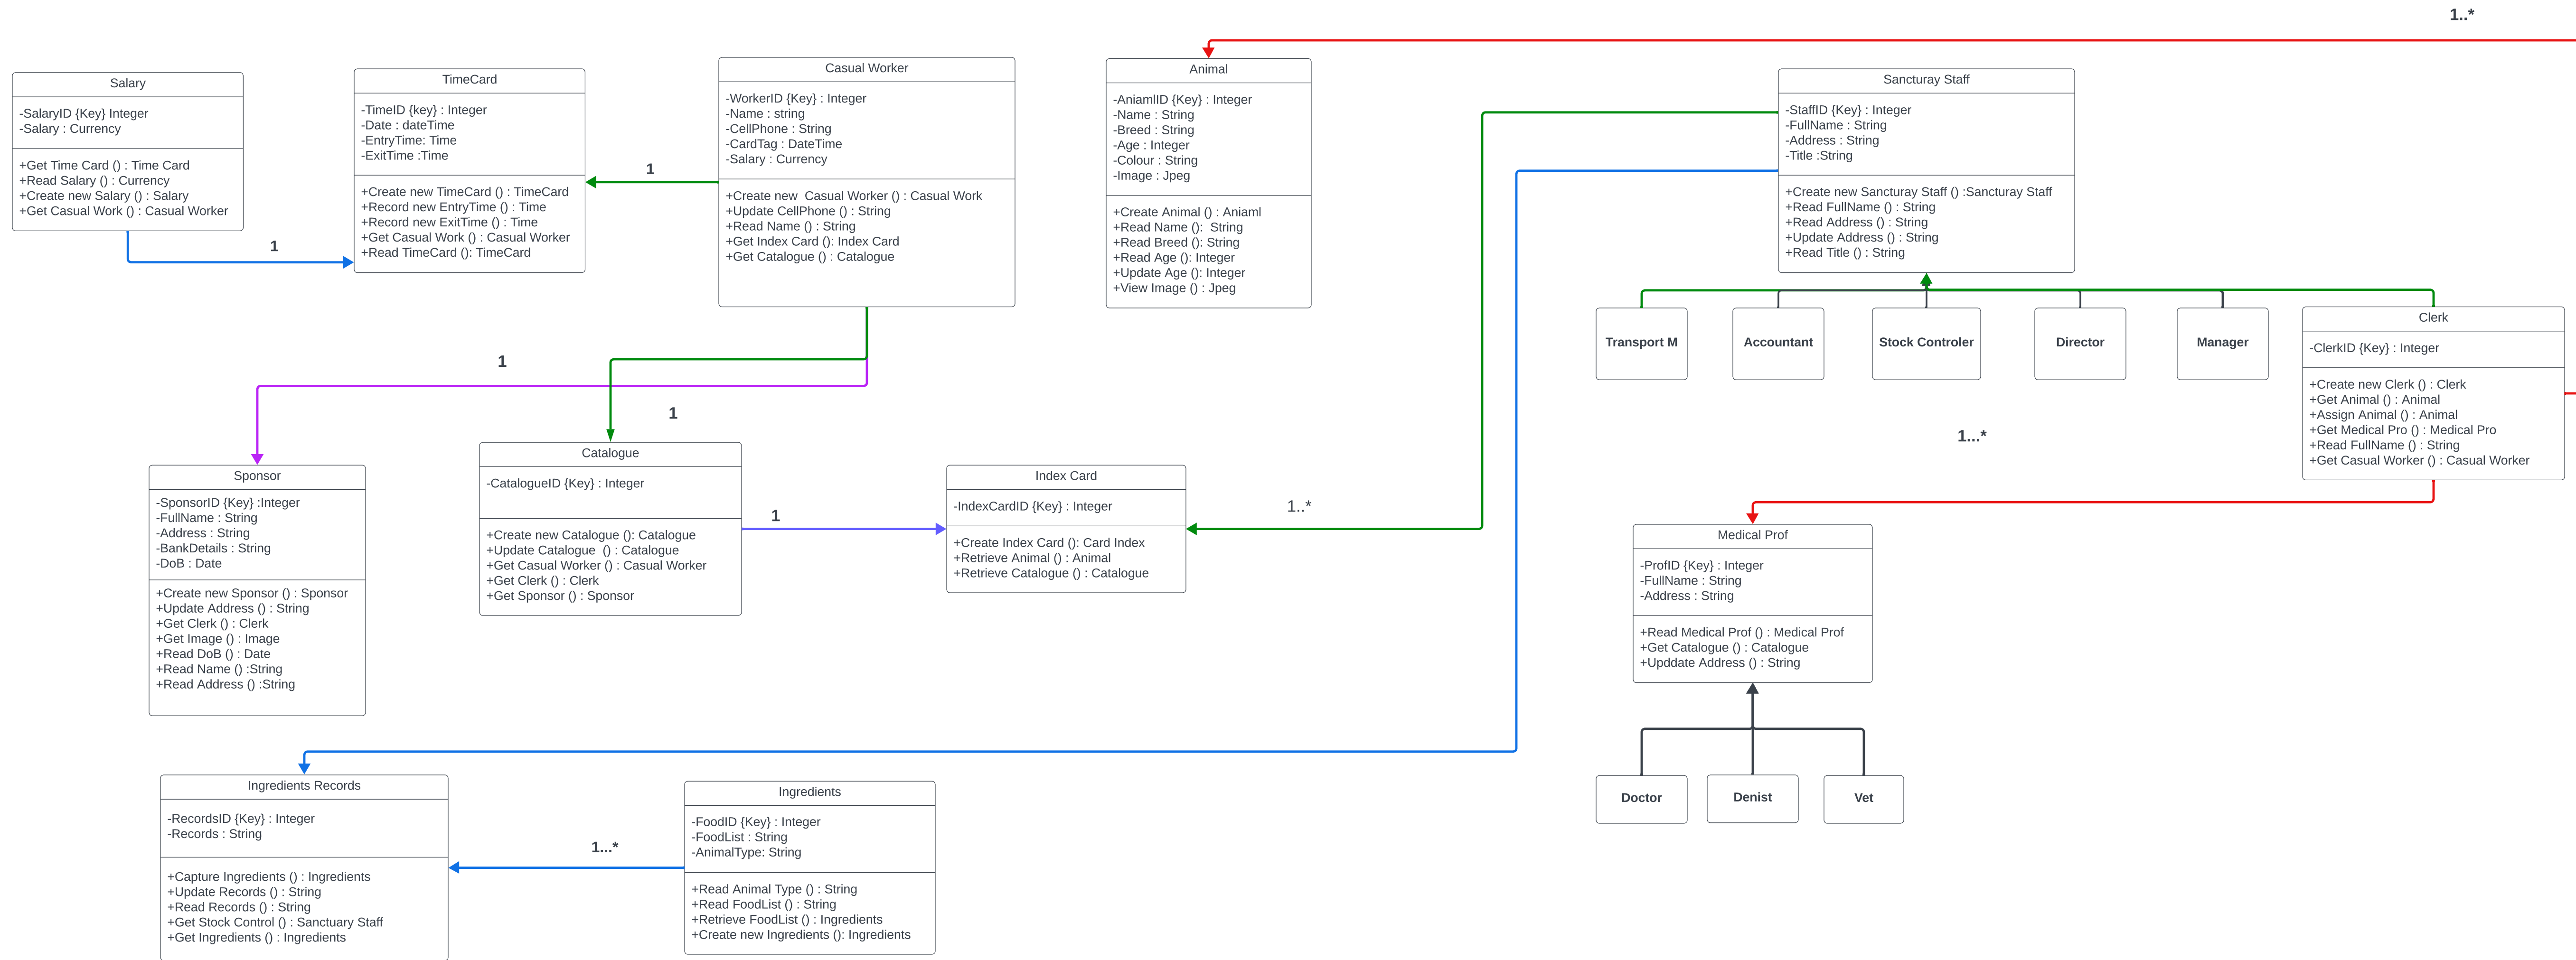 1..*
Salary
-SalaryID {Key} Integer
-Salary : Currency
+Get Time Card () : Time Card
+Read Salary () : Currency
+Create new Salary () : Salary
+Get Casual Work () : Casual Worker
1
TimeCard
-TimeID {key} : Integer
-Date : dateTime
-EntryTime: Time
-ExitTime :Time
+Create new TimeCard () : TimeCard
+Record new EntryTime () : Time
+Record new ExitTime () : Time
+Get Casual Work () : Casual Worker
+Read TimeCard (): TimeCard
1
Casual Worker
-WorkerID {Key} : Integer
-Name : string
-CellPhone : String
-CardTag : DateTime
-Salary : Currency
+Create new  Casual Worker () : Casual Work
+Update CellPhone () : String
+Read Name () : String
+Get Index Card (): Index Card
+Get Catalogue () : Catalogue
Animal
-AniamlID {Key} : Integer
-Name : String
-Breed : String
-Age : Integer
-Colour : String
-Image : Jpeg
+Create Animal () : Aniaml
+Read Name ():  String
+Read Breed (): String
+Read Age (): Integer
+Update Age (): Integer
+View Image () : Jpeg
Sancturay Staff
-StaffID {Key} : Integer
-FullName : String
-Address : String
-Title :String
+Create new Sancturay Staff () :Sancturay Staff
+Read FullName () : String
+Read Address () : String
+Update Address () : String
+Read Title () : String
Transport M
Accountant
Stock Controler
Director
Manager
Clerk
-ClerkID {Key} : Integer
+Create new Clerk () : Clerk
+Get Animal () : Animal
+Assign Animal () : Animal
+Get Medical Pro () : Medical Pro
+Read FullName () : String
+Get Casual Worker () : Casual Worker
1
1
1...*
Sponsor
-SponsorID {Key} :Integer
-FullName : String
-Address : String
-BankDetails : String
-DoB : Date
+Create new Sponsor () : Sponsor
+Update Address () : String
+Get Clerk () : Clerk
+Get Image () : Image
+Read DoB () : Date
+Read Name () :String
+Read Address () :String
Catalogue
-CatalogueID {Key} : Integer
+Create new Catalogue (): Catalogue
+Update Catalogue  () : Catalogue
+Get Casual Worker () : Casual Worker
+Get Clerk () : Clerk
+Get Sponsor () : Sponsor
1
Index Card
-IndexCardID {Key} : Integer
+Create Index Card (): Card Index
+Retrieve Animal () : Animal
+Retrieve Catalogue () : Catalogue
1..*
Medical Prof
-ProfID {Key} : Integer
-FullName : String
-Address : String
+Read Medical Prof () : Medical Prof
+Get Catalogue () : Catalogue
+Upddate Address () : String
Doctor
Denist
Vet
Ingredients Records
-RecordsID {Key} : Integer
-Records : String
+Capture Ingredients () : Ingredients
+Update Records () : String
+Read Records () : String
+Get Stock Control () : Sanctuary Staff
+Get Ingredients () : Ingredients
1...*
Ingredients
-FoodID {Key} : Integer
-FoodList : String
-AnimalType: String
+Read Animal Type () : String
+Read FoodList () : String
+Retrieve FoodList () : Ingredients
+Create new Ingredients (): Ingredients